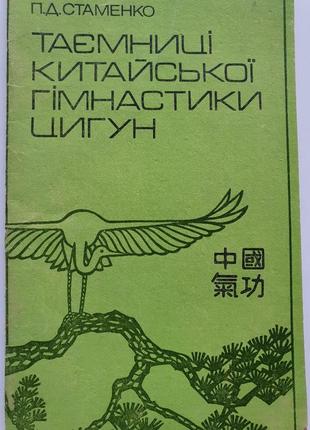 П.Д.СТАМЕНКО
ТАЄМНИЦІ
КИТАЙСЬКОЇ
ГІМНАСТИКИ
ЦИГУН
中國
氣功